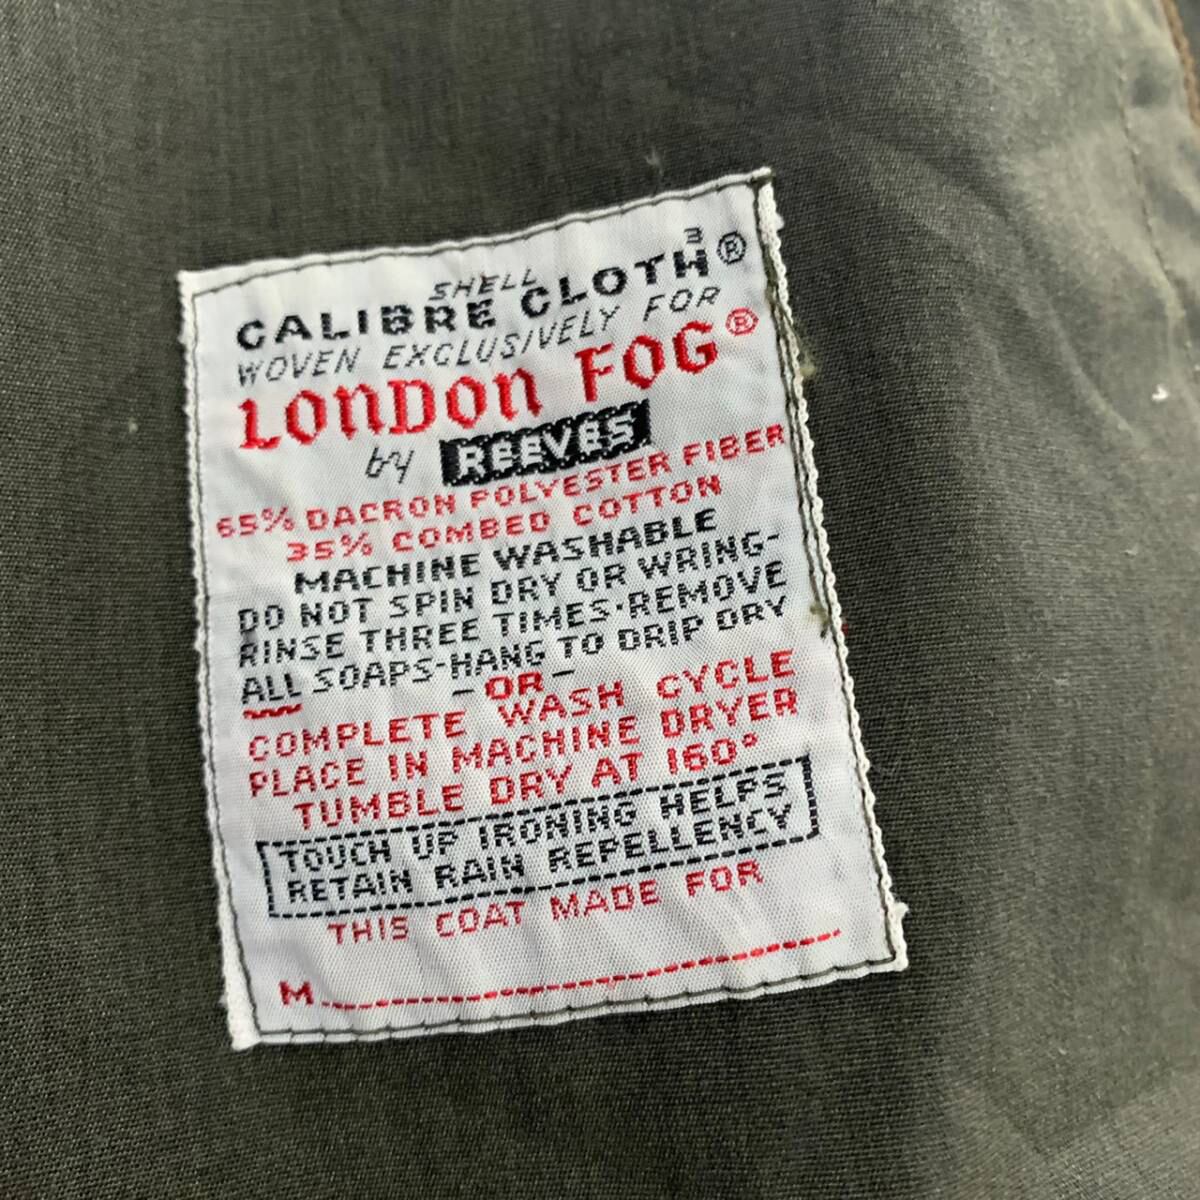 SHELL
CALIBRE CLOTH³®
WOVEN EXCLUSIVELY FOR
LONDON FOG®
by REEVES
65% DACRON POLYESTER FIBER
35% COMBED COTTON
MACHINE WASHABLE
DO NOT SPIN DRY OR WRING-
RINSE THREE TIMES·REMOVE
ALL SOAPS-HANG TO DRIP DRY
-OR-
COMPLETE WASH CYCLE
PLACE IN MACHINE DRYER
TUMBLE DRY AT 160°
TOUCH UP IRONING HELPS
RETAIN RAIN REPELLENCY
THIS COAT MADE FOR
M